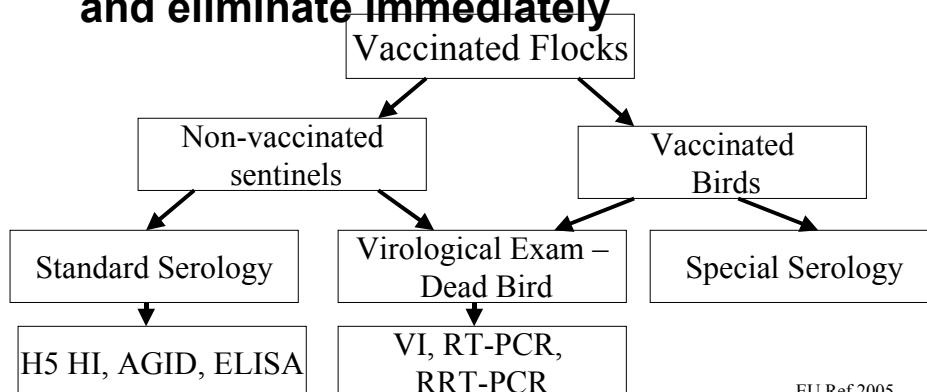 and eliminate immediately
Vaccinated Flocks
Non-vaccinated
sentinels
Vaccinated
Birds
Standard Serology
Virological Exam –
Dead Bird
Special Serology
H5 HI, AGID, ELISA
VI, RT-PCR,
RRT-PCR
EU Ref 2005